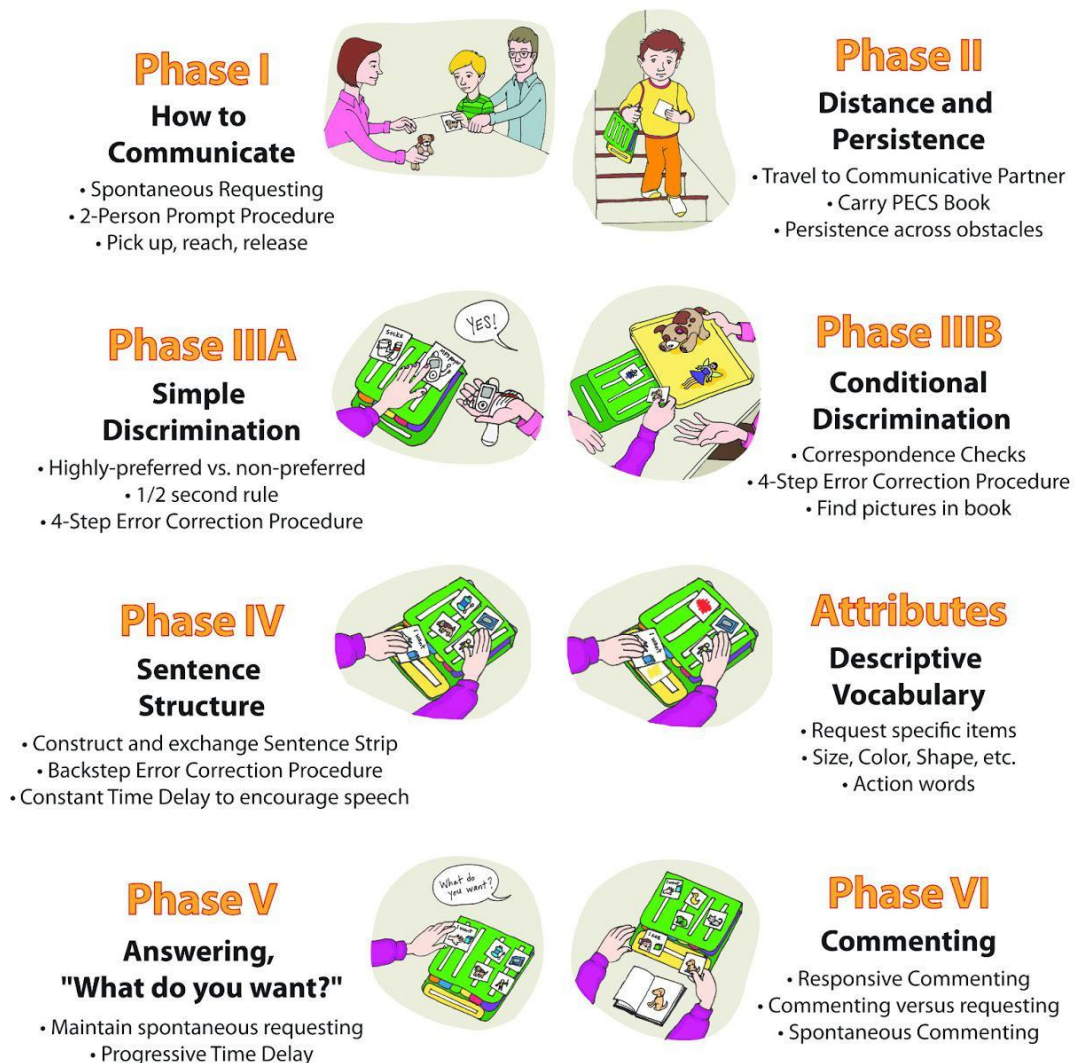 Phase I
How to
Communicate
• Spontaneous Requesting
• 2-Person Prompt Procedure
• Pick up, reach, release
Phase II
Distance and
Persistence
• Travel to Communicative Partner
• Carry PECS Book
• Persistence across obstacles
Phase IIIA
Simple
Discrimination
• Highly-preferred vs. non-preferred
• 1/2 second rule
• 4-Step Error Correction Procedure
socks
YES!
Phase IIIB
Conditional
Discrimination
• Correspondence Checks
• 4-Step Error Correction Procedure
• Find pictures in book
Phase IV
Sentence
Structure
• Construct and exchange Sentence Strip
• Backstep Error Correction Procedure
• Constant Time Delay to encourage speech
I want
Attributes
Descriptive
Vocabulary
• Request specific items
• Size, Color, Shape, etc.
• Action words
I want
Phase V
Answering,
"What do you want?"
• Maintain spontaneous requesting
• Progressive Time Delay
What do
you want?
I want
Phase VI
Commenting
• Responsive Commenting
• Commenting versus requesting
• Spontaneous Commenting
I see